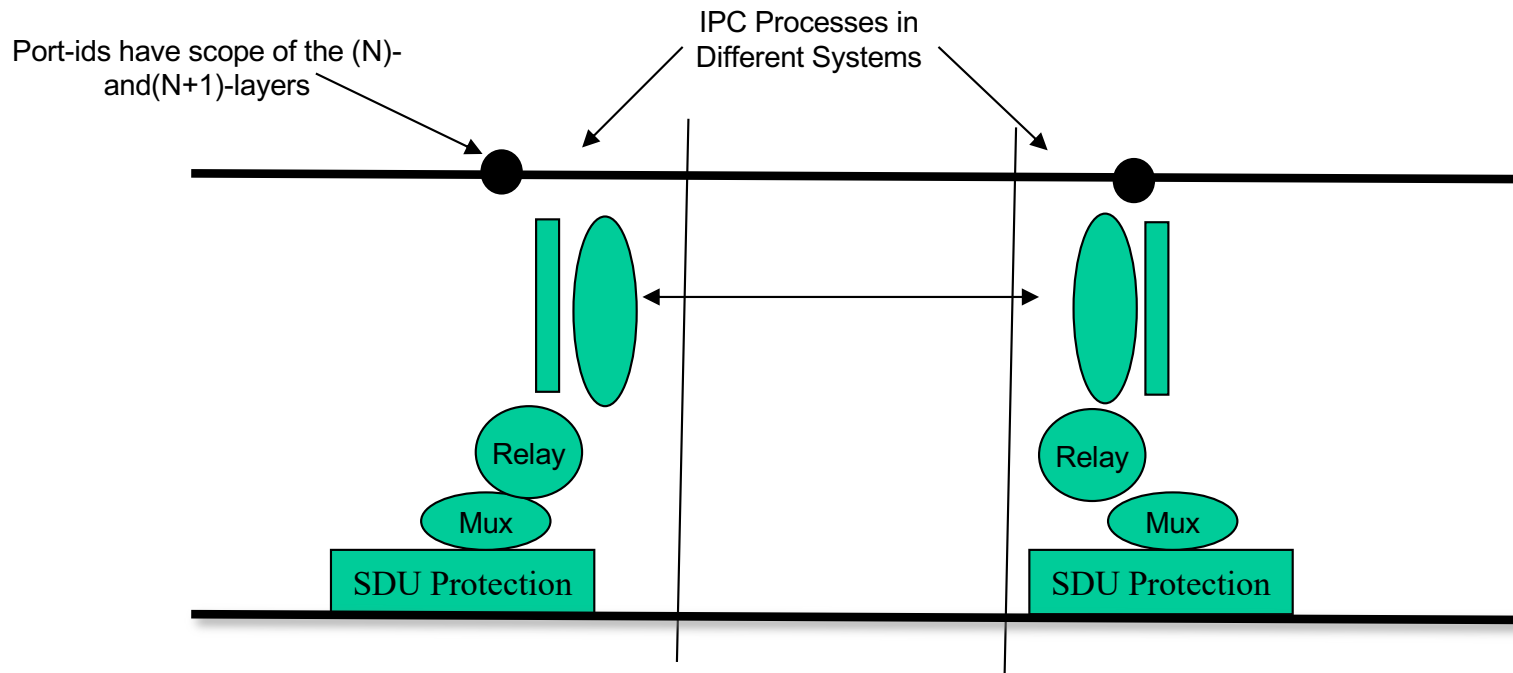 IPC Processes in
Different Systems
Port-ids have scope of the (N)-
and(N+1)-layers
Relay
Relay
Mux
Mux
SDU Protection
SDU Protection